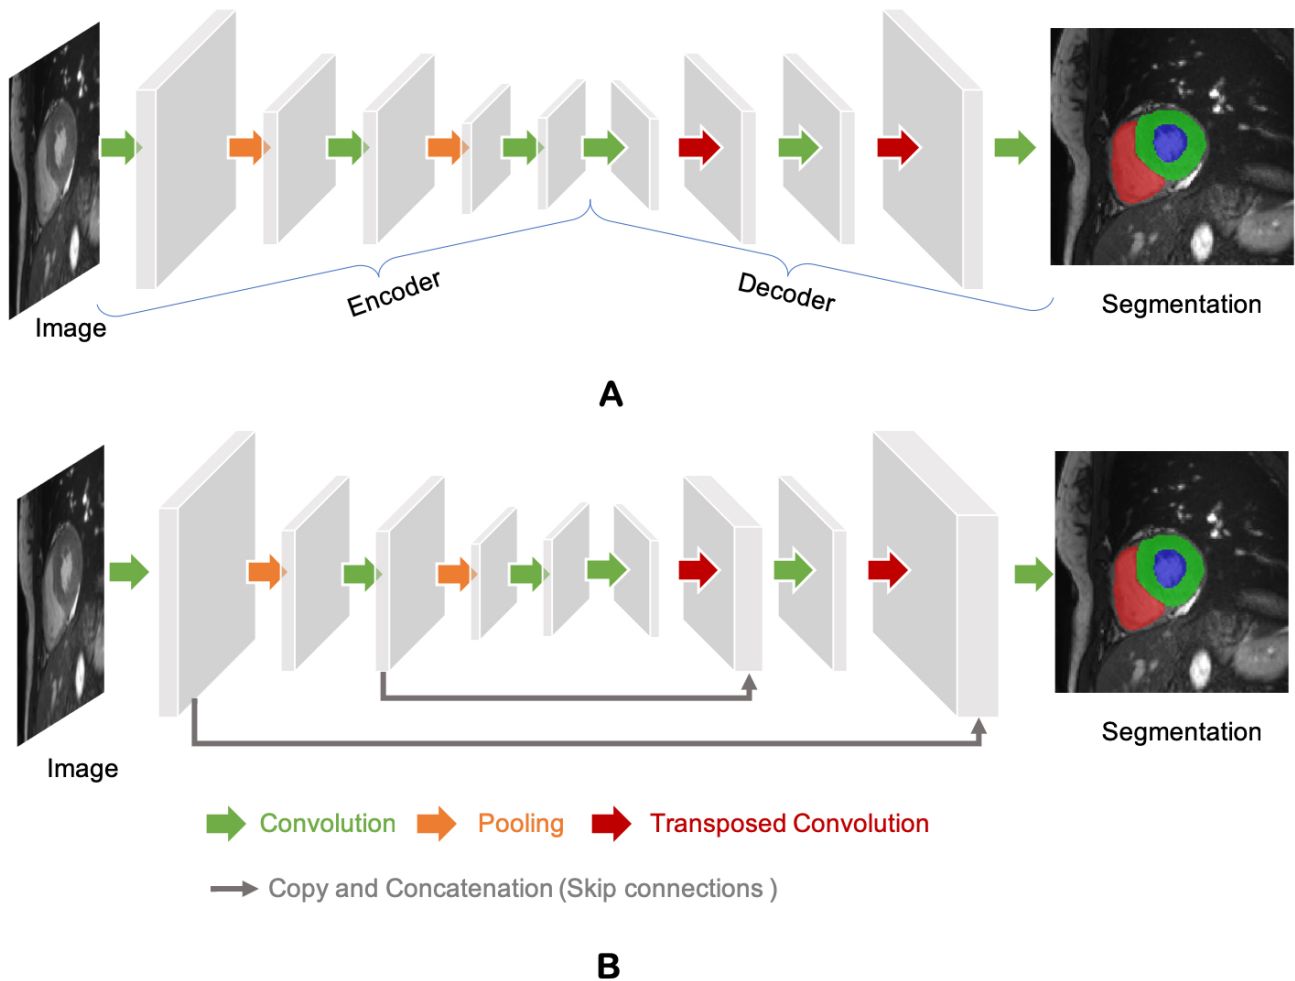 Image
Encoder
Decoder
Segmentation
A
Image
Segmentation
Convolution
Pooling
Transposed Convolution
Copy and Concatenation (Skip connections )
B